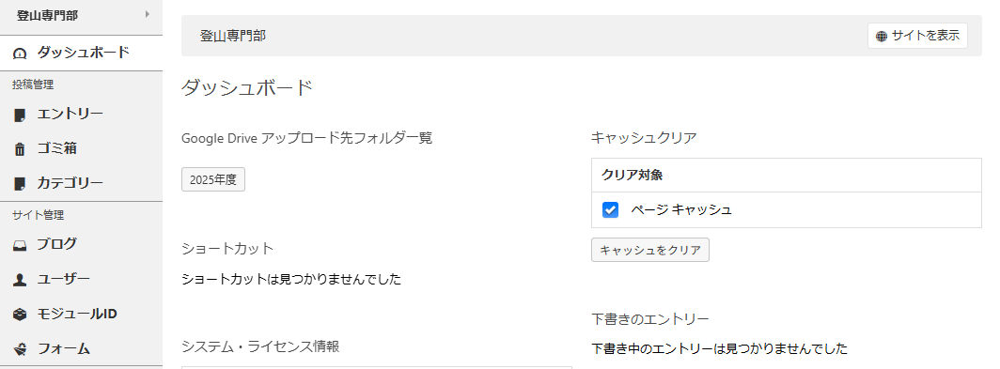 登山専門部
ダッシュボード
投稿管理
エントリー
ゴミ箱
カテゴリー
サイト管理
ブログ
ユーザー
モジュールID
フォーム
登山専門部
サイトを表示
ダッシュボード
Google Drive アップロード先フォルダ一覧
2025年度
ショートカット
ショートカットは見つかりませんでした
システム・ライセンス情報
キャッシュクリア
クリア対象
ページ キャッシュ
キャッシュをクリア
下書きのエントリー
下書き中のエントリーは見つかりませんでした